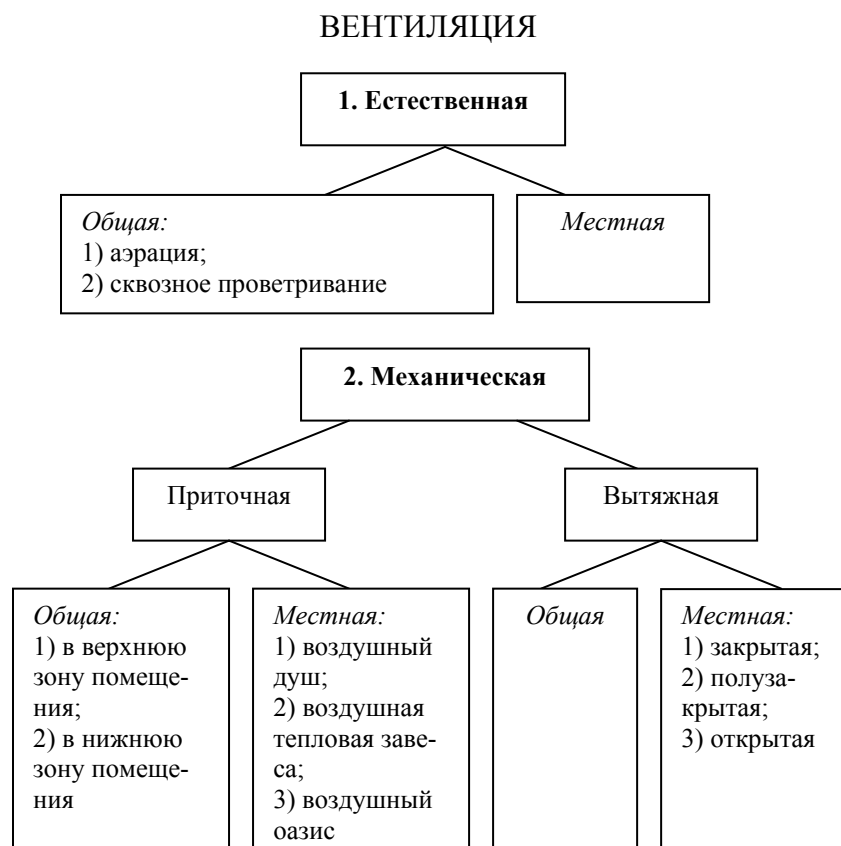 ВЕНТИЛЯЦИЯ
1. Естественная
Общая:
1) аэрация;
2) сквозное проветривание
Местная
2. Механическая
Приточная
Вытяжная
Общая:
1) в верхнюю
зону помеще-
ния;
2) в нижнюю
зону помеще-
ния
Местная:
1) воздушный
душ;
2) воздушная
тепловая заве-
са;
3) воздушный
оазис
Общая
Местная:
1) закрытая;
2) полуза-
крытая;
3) открытая